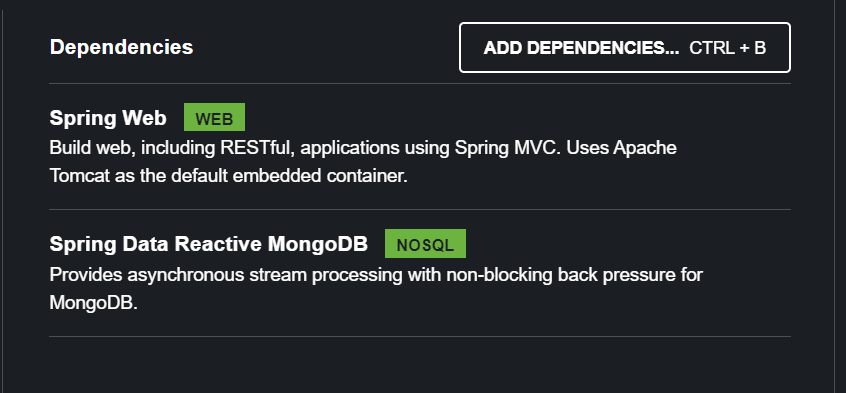 Dependencies
ADD DEPENDENCIES... CTRL + B
Spring Web WEB
Build web, including RESTful, applications using Spring MVC. Uses Apache
Tomcat as the default embedded container.
Spring Data Reactive MongoDB NOSQL
Provides asynchronous stream processing with non-blocking back pressure for
MongoDB.